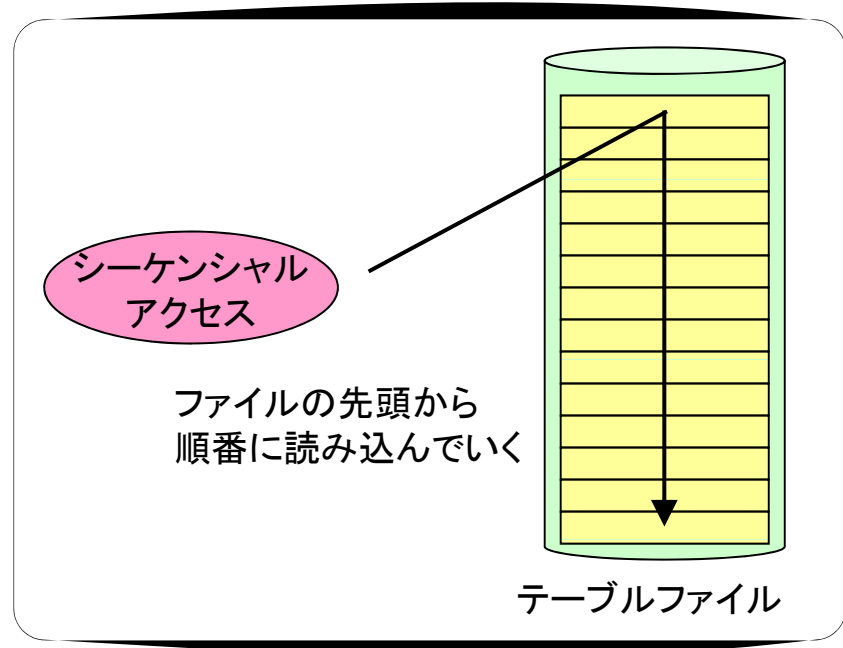 シーケンシャル
アクセス
ファイルの先頭から
順番に読み込んでいく
テーブルファイル